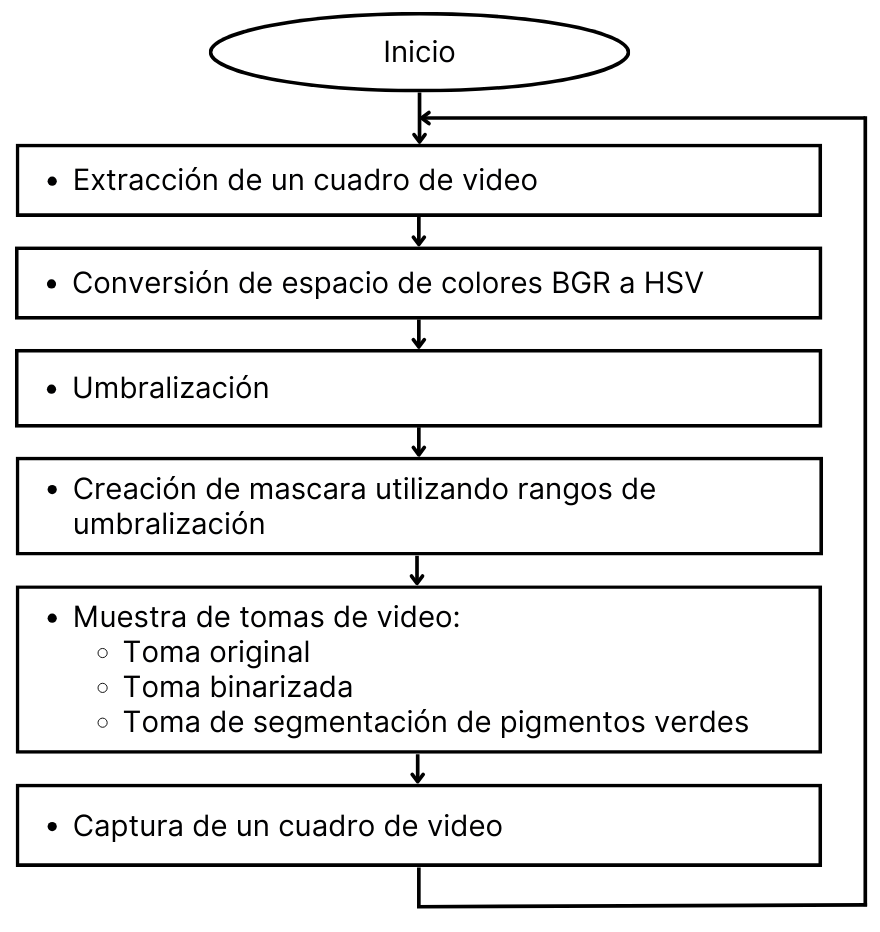 Inicio
• Extracción de un cuadro de video
• Conversión de espacio de colores BGR a HSV
• Umbralización
• Creación de mascara utilizando rangos de
umbralización
• Muestra de tomas de video:
◦ Toma original
◦ Toma binarizada
◦ Toma de segmentación de pigmentos verdes
• Captura de un cuadro de video